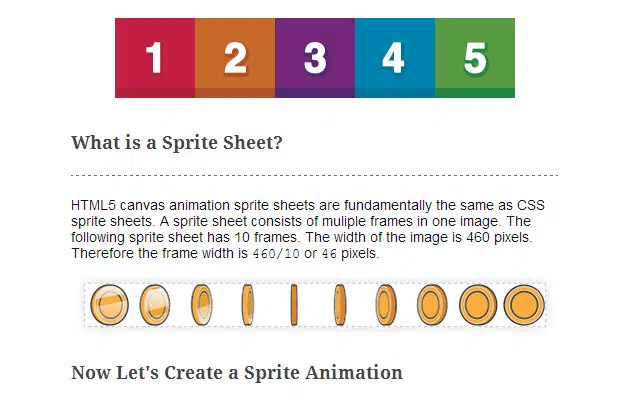 1 2 3 4 5
What is a Sprite Sheet?
HTML5 canvas animation sprite sheets are fundamentally the same as CSS
sprite sheets. A sprite sheet consists of muliple frames in one image. The
following sprite sheet has 10 frames. The width of the image is 460 pixels.
Therefore the frame width is 460/10 or 46 pixels.
Now Let's Create a Sprite Animation